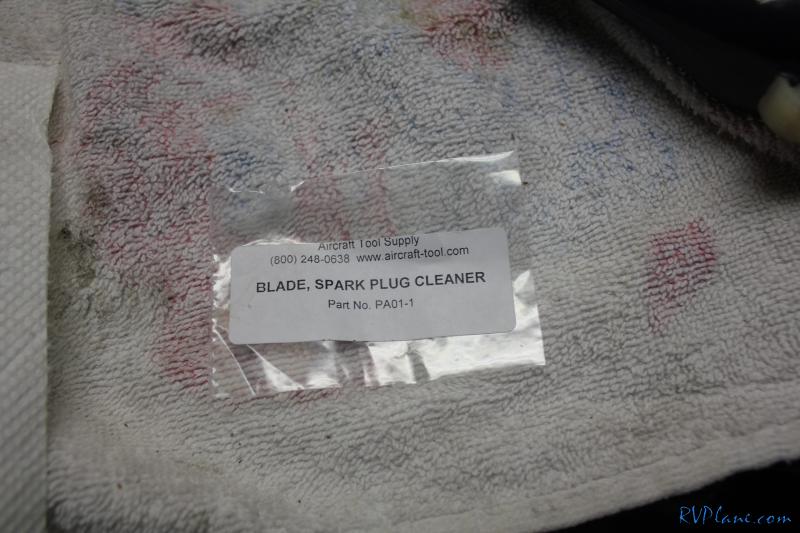 Aircraft Tool Supply
(800) 248-0638 www.aircraft-tool.com
BLADE, SPARK PLUG CLEANER
Part No. PA01-1
RVPlane.com